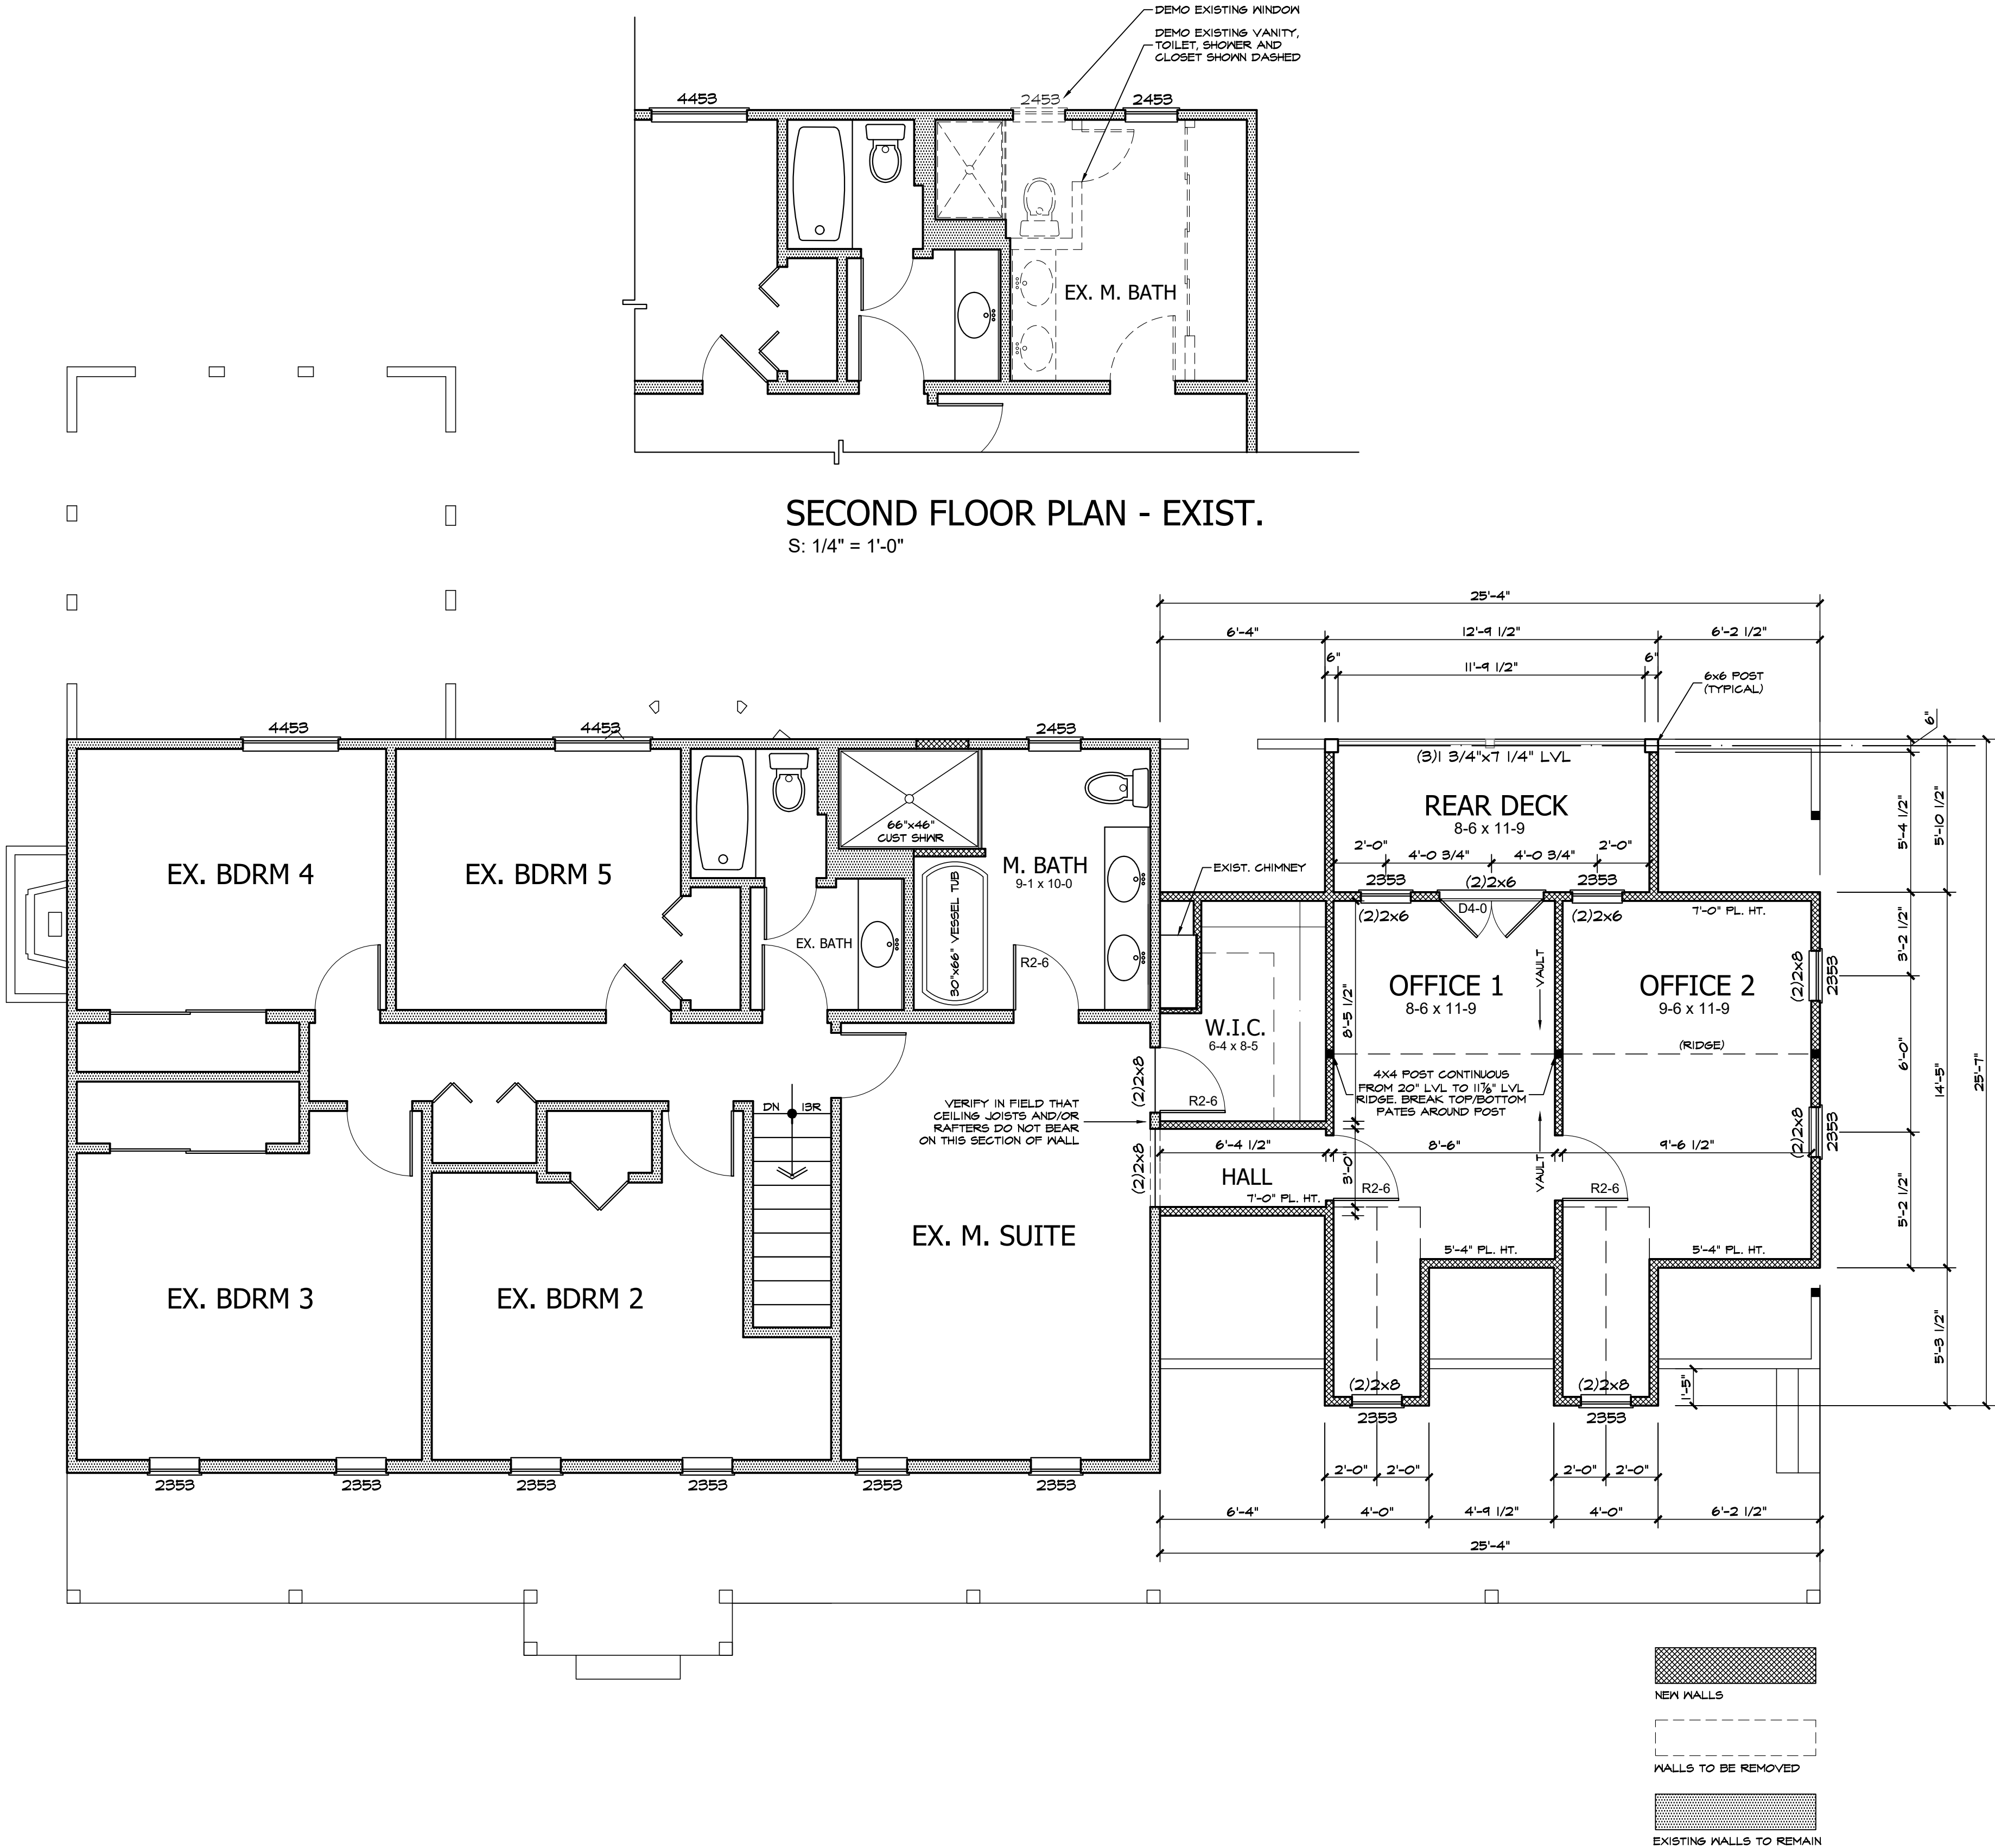 DEMO EXISTING WINDOW
DEMO EXISTING VANITY,
TOILET, SHOWER AND
CLOSET SHOWN DASHED
4453
2453
2453
EX. M. BATH
SECOND FLOOR PLAN - EXIST.
S: 1/4" = 1'-0"
25'-4"
6'-4"
12'-9 1/2"
6'-2 1/2"
6"
11'-9 1/2"
6"
6x6 POST
(TYPICAL)
6"
4453
4453
2453
(3)1 3/4"x7 1/4" LVL
REAR DECK
8-6 x 11-9
5'-4 1/2"
5'-10 1/2"
66"x46"
CUST SHWR
2'-0"
4'-0 3/4"
4'-0 3/4"
2'-0"
EX. BDRM 4
EX. BDRM 5
M. BATH
9-1 x 10-0
EXIST. CHIMNEY
2353
(2)2x6
2353
(2)2x6
D4-0
(2)2x6
7'-0" PL. HT.
30"x66" VESSEL TUB
EX. BATH
R2-6
VAULT
3'-2 1/2"
(2)2x8
2353
OFFICE 1
8-6 x 11-9
OFFICE 2
9-6 x 11-9
8'-5 1/2"
W.I.C.
6-4 x 8-5
(RIDGE)
6'-0"
14'-5"
25'-7"
4X4 POST CONTINUOUS
FROM 20" LVL TO 11⅞" LVL
RIDGE. BREAK TOP/BOTTOM
PATES AROUND POST
(2)2x8
R2-6
DN
13R
VERIFY IN FIELD THAT
CEILING JOISTS AND/OR
RAFTERS DO NOT BEAR
ON THIS SECTION OF WALL
(2)2x8
2353
6'-4 1/2"
8'-6"
9'-6 1/2"
(2)2x8
HALL
7'-0" PL. HT.
3'-0"
VAULT
R2-6
R2-6
5'-2 1/2"
EX. M. SUITE
5'-4" PL. HT.
5'-4" PL. HT.
EX. BDRM 3
EX. BDRM 2
5'-3 1/2"
1'-5"
(2)2x8
(2)2x8
2353
2353
2353
2353
2353
2353
2353
2353
2'-0"
2'-0"
2'-0"
2'-0"
6'-4"
4'-0"
4'-9 1/2"
4'-0"
6'-2 1/2"
25'-4"
NEW WALLS
WALLS TO BE REMOVED
EXISTING WALLS TO REMAIN